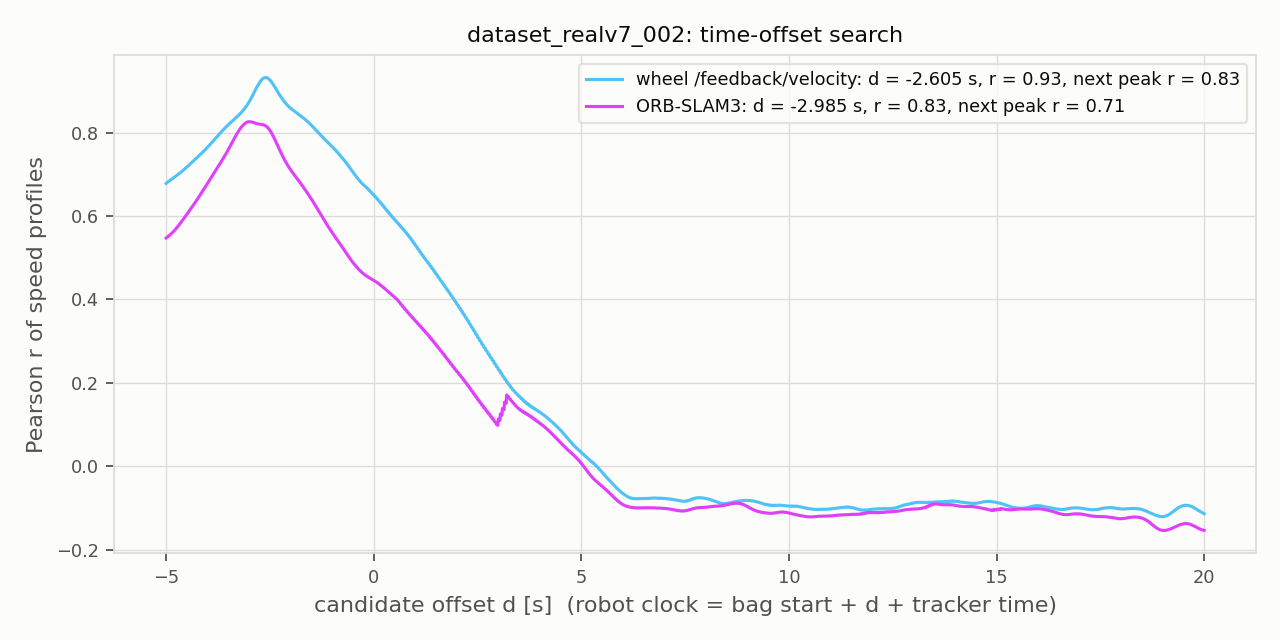 dataset_realv7_002: time-offset search
wheel /feedback/velocity: d = -2.605 s, r = 0.93, next peak r = 0.83
ORB-SLAM3: d = -2.985 s, r = 0.83, next peak r = 0.71
Pearson r of speed profiles
0.8
0.6
0.4
0.2
0.0
−0.2
−5
0
5
10
15
20
candidate offset d [s]  (robot clock = bag start + d + tracker time)